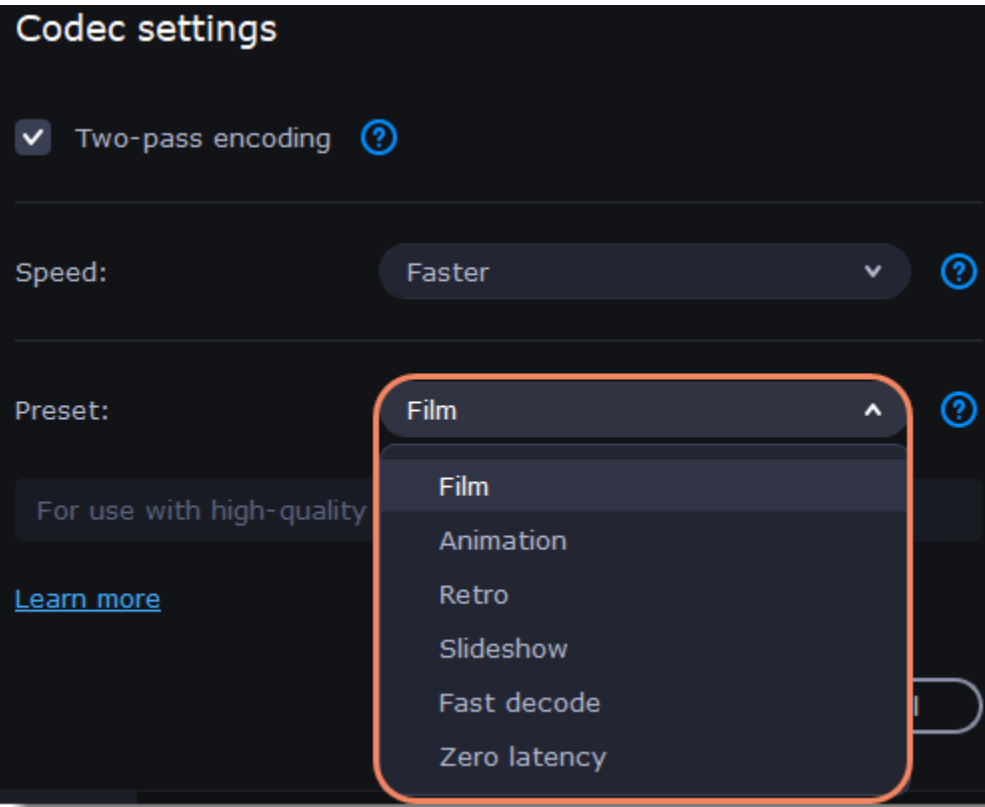 Codec settings
Two-pass encoding
Speed: Faster
Preset: Film
For use with high-quality
Film
Animation
Retro
Learn more
Slideshow
Fast decode
Zero latency